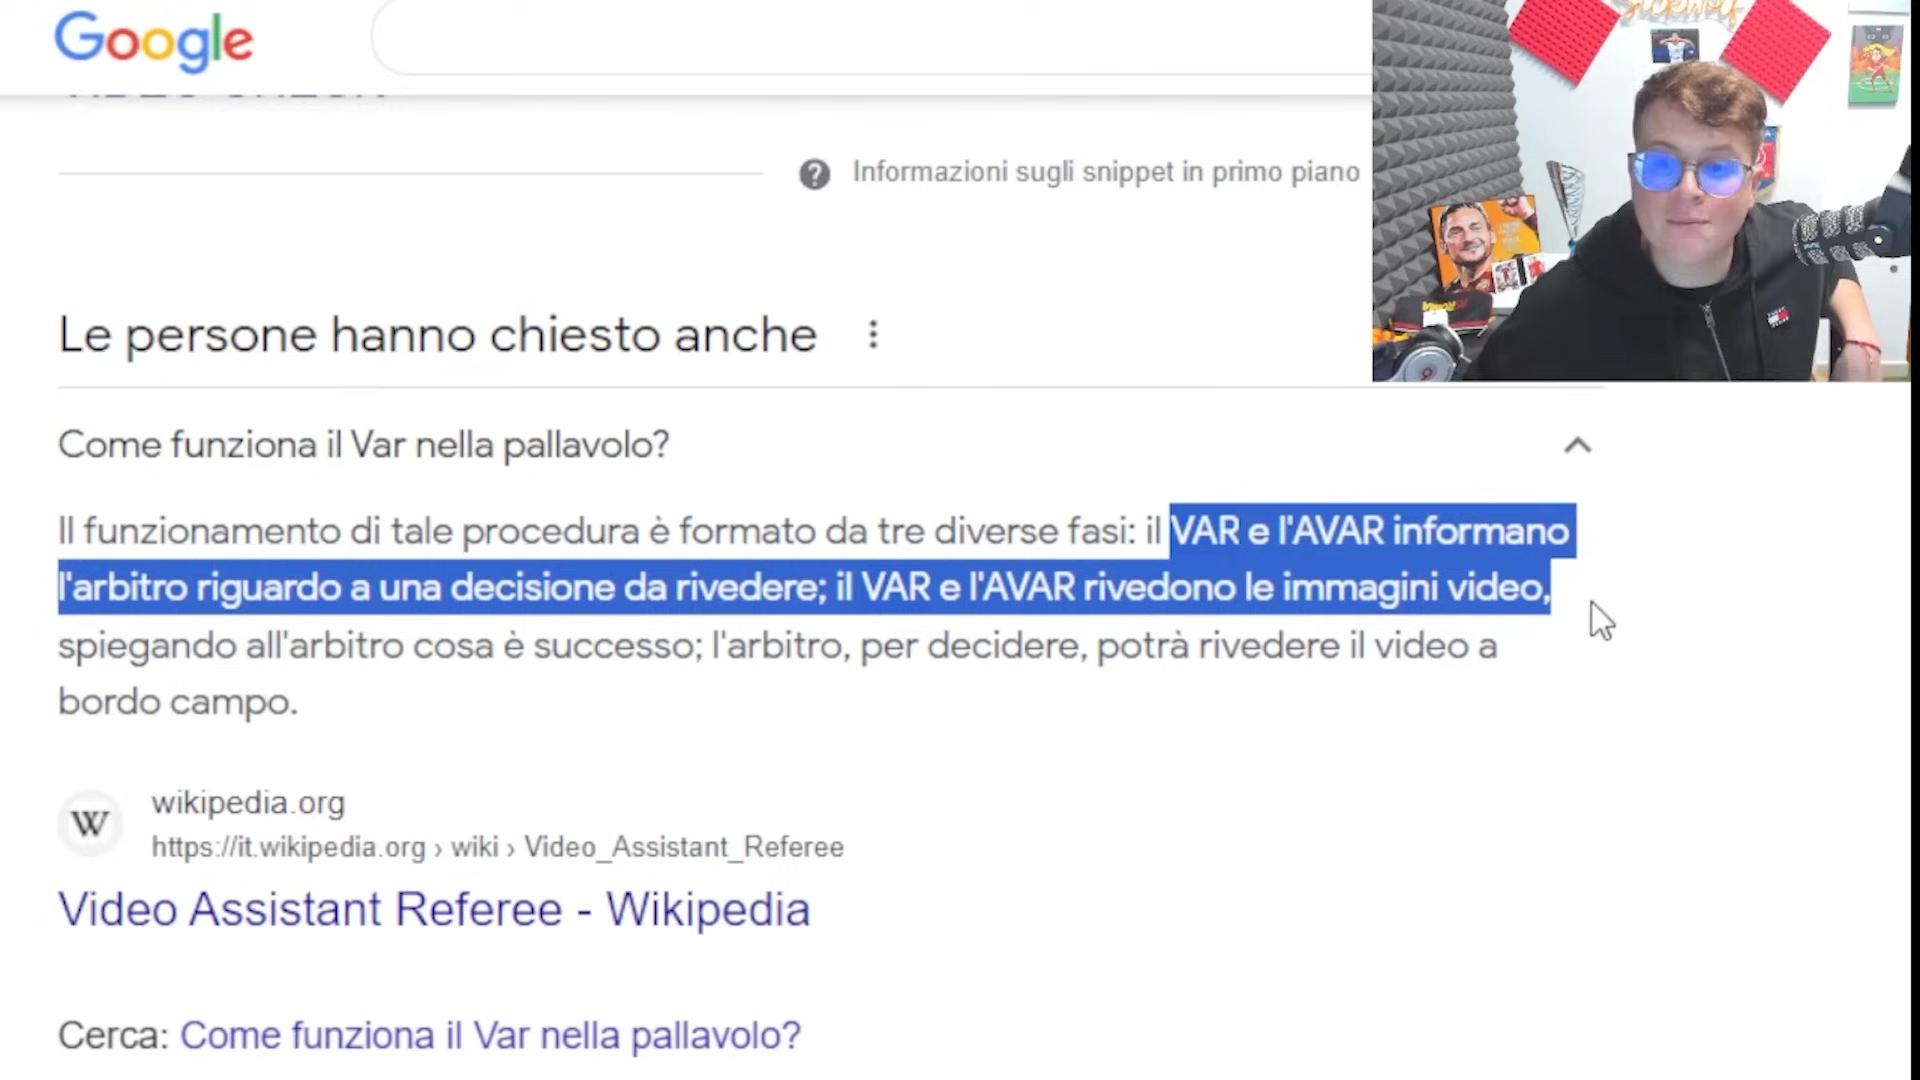 Google
Informazioni sugli snippet in primo piano
Le persone hanno chiesto anche
Come funziona il Var nella pallavolo?
Il funzionamento di tale procedura è formato da tre diverse fasi: il VAR e l'AVAR informano
l'arbitro riguardo a una decisione da rivedere; il VAR e l'AVAR rivedono le immagini video,
spiegando all'arbitro cosa è successo; l'arbitro, per decidere, potrà rivedere il video a
bordo campo.
W
wikipedia.org
https://it.wikipedia.org › wiki › Video_Assistant_Referee
Video Assistant Referee - Wikipedia
Cerca: Come funziona il Var nella pallavolo?